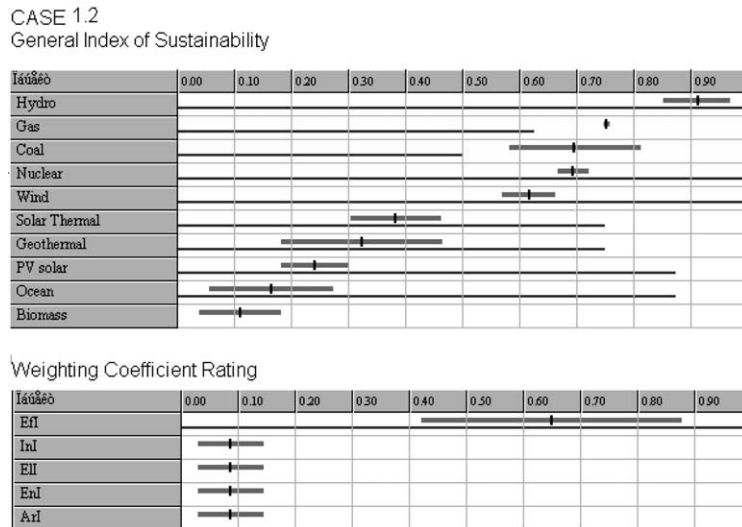 CASE 1.2
General Index of Sustainability
Ïáúåêò 0.00 0.10 0.20 0.30 0.40 0.50 0.60 0.70 0.80 0.90
Hydro
Gas
Coal
Nuclear
Wind
Solar Thermal
Geothermal
PV solar
Ocean
Biomass
Weighting Coefficient Rating
Ïáúåêò 0.00 0.10 0.20 0.30 0.40 0.50 0.60 0.70 0.80 0.90
EfI
InI
ElI
EnI
ArI